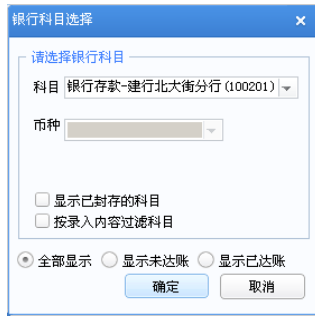 银行科目选择
请选择银行科目
科目 银行存款-建行北大街分行(100201)
币种
显示已封存的科目
按录入内容过滤科目
全部显示 显示未达账 显示已达账
确定 取消